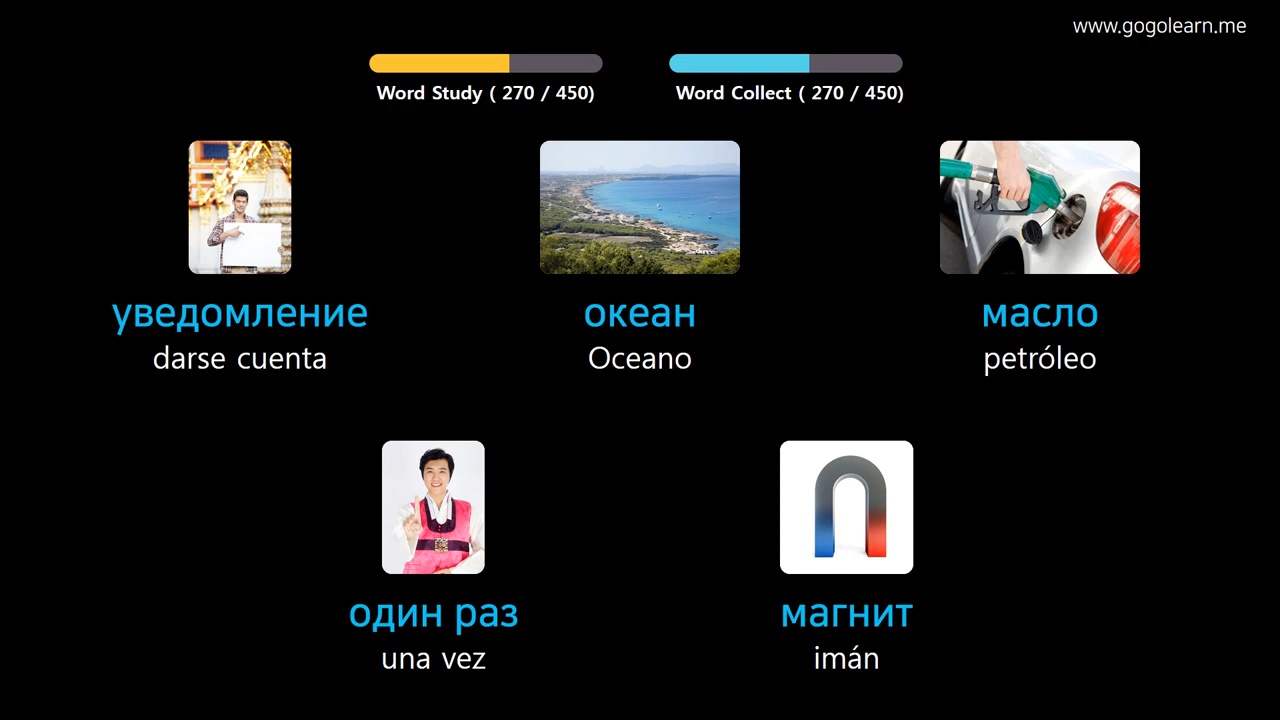 www.gogolearn.me
Word Study ( 270 / 450)
Word Collect ( 270 / 450)
уведомление
darse cuenta
океан
Oceano
масло
petróleo
один раз
una vez
магнит
imán